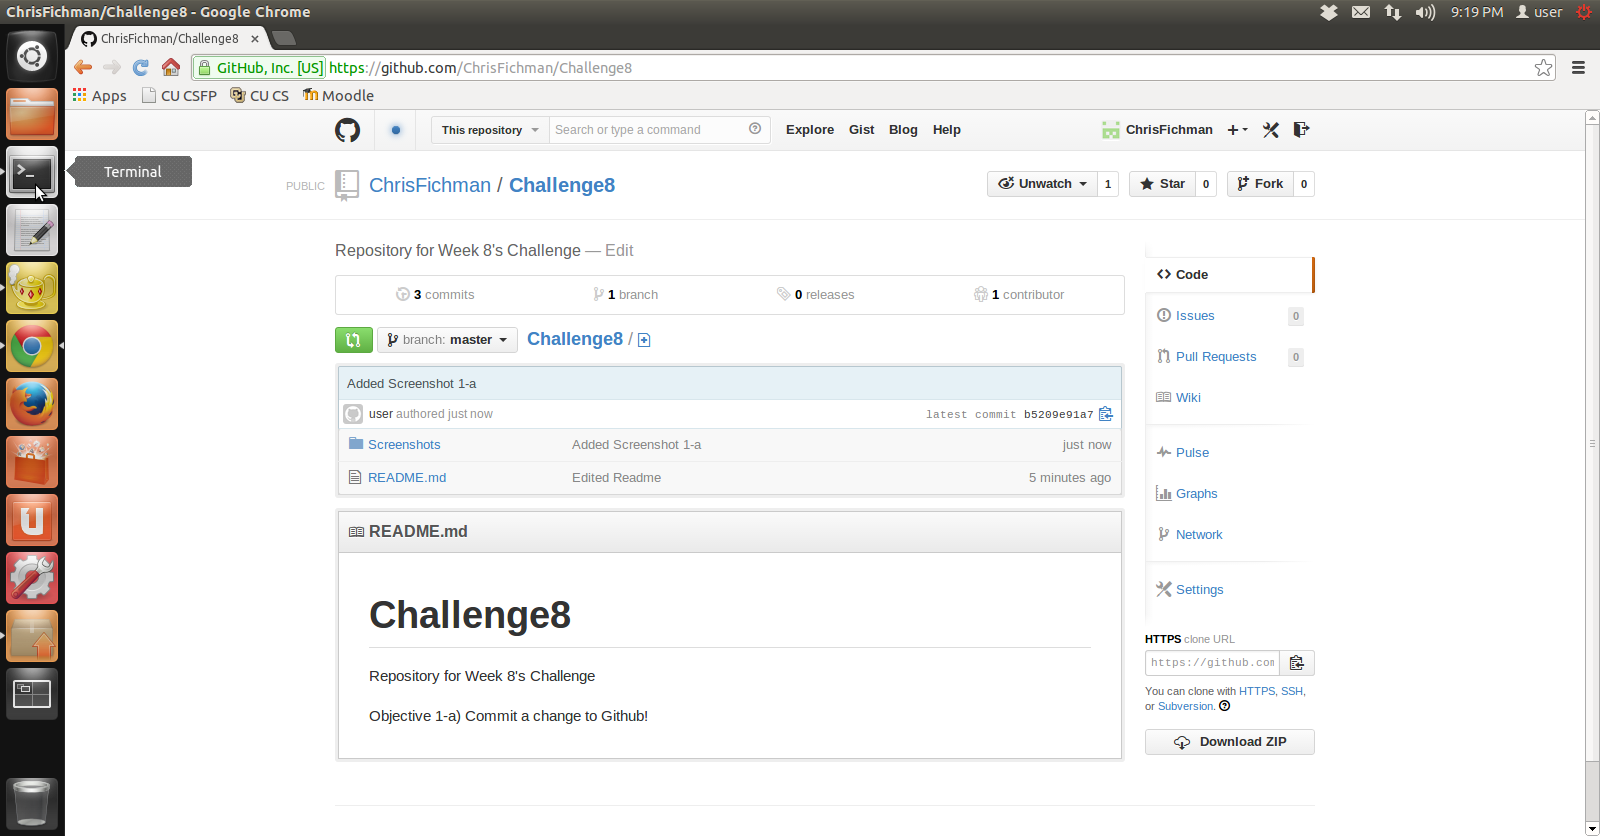 ChrisFichman/Challenge8 - Google Chrome
9:19 PM user
ChrisFichman/Challenge8
GitHub, Inc. [US] https://github.com/ChrisFichman/Challenge8
Apps CU CSFP CU CS Moodle
This repository Search or type a command Explore Gist Blog Help ChrisFichman
Terminal
PUBLIC ChrisFichman / Challenge8 Unwatch 1 Star 0 Fork 0
Repository for Week 8's Challenge — Edit
3 commits 1 branch 0 releases 1 contributor
branch: master Challenge8 /
Added Screenshot 1-a
user authored just now latest commit b5209e91a7
Screenshots Added Screenshot 1-a just now
README.md Edited Readme 5 minutes ago
README.md
Challenge8
Repository for Week 8's Challenge
Objective 1-a) Commit a change to Github!
Code
Issues 0
Pull Requests 0
Wiki
Pulse
Graphs
Network
Settings
HTTPS clone URL
https://github.com
You can clone with HTTPS, SSH,
or Subversion.
Download ZIP